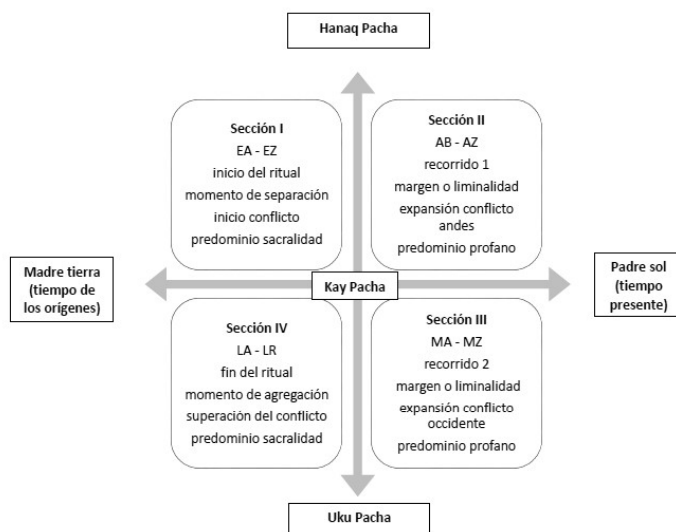 Hanaq Pacha
Sección I
EA - EZ
inicio del ritual
momento de separación
inicio conflicto
predominio sacralidad
Sección II
AB - AZ
recorrido 1
margen o liminalidad
expansión conflicto
andes
predominio profano
Madre tierra
(tiempo de
los orígenes)
Kay Pacha
Padre sol
(tiempo
presente)
Sección IV
LA - LR
fin del ritual
momento de agregación
superación del conflicto
predominio sacralidad
Sección III
MA - MZ
recorrido 2
margen o liminalidad
expansión conflicto
occidente
predominio profano
Uku Pacha